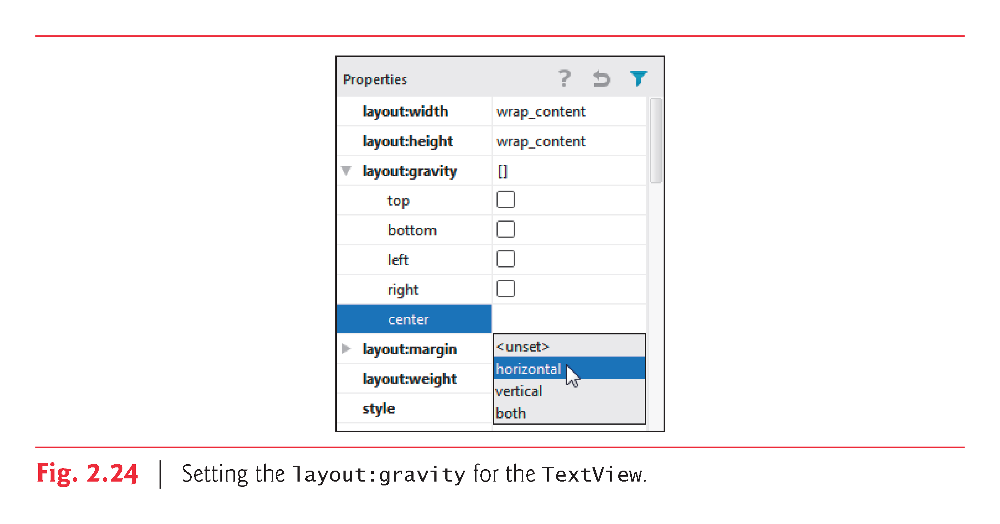 Properties ?
layout:width wrap_content
layout:height wrap_content
layout:gravity []
top
bottom
left
right
center
layout:margin <unset>
horizontal
layout:weight
vertical
style
both
Fig. 2.24 | Setting the layout:gravity for the TextView.